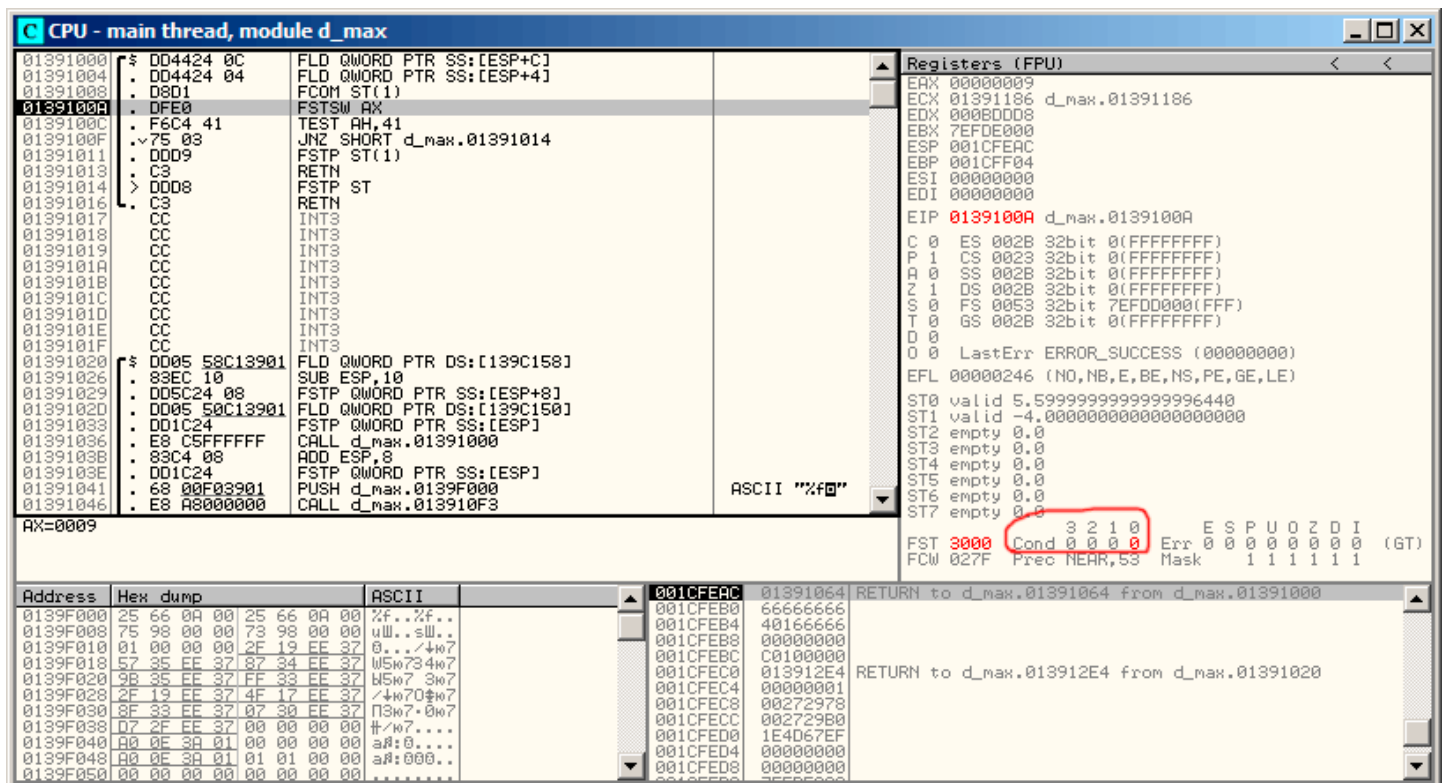 C CPU - main thread, module d_max
01391000 $ DD4424 0C FLD QWORD PTR SS:[ESP+C]
01391004 . DD4424 04 FLD QWORD PTR SS:[ESP+4]
01391008 . D8D1 FCOM ST(1)
0139100A . DFE0 FSTSW AX
0139100C . F6C4 41 TEST AH,41
0139100F .v75 03 JNZ SHORT d_max.01391014
01391011 . DDD9 FSTP ST(1)
01391013 . C3 RETN
01391014 > DDD8 FSTP ST
01391016 . C3 RETN
01391017 CC INT3
01391018 CC INT3
01391019 CC INT3
0139101A CC INT3
0139101B CC INT3
0139101C CC INT3
0139101D CC INT3
0139101E CC INT3
0139101F CC INT3
01391020 $ DD05 58C13901 FLD QWORD PTR DS:[139C158]
01391026 . 83EC 10 SUB ESP,10
01391029 . DD5C24 08 FSTP QWORD PTR SS:[ESP+8]
0139102D . DD05 50C13901 FLD QWORD PTR DS:[139C150]
01391033 . DD1C24 FSTP QWORD PTR SS:[ESP]
01391036 . E8 C5FFFFFF CALL d_max.01391000
0139103B . 83C4 08 ADD ESP,8
0139103E . DD1C24 FSTP QWORD PTR SS:[ESP]
01391041 . 68 00F03901 PUSH d_max.0139F000 ASCII "%f◙"
01391046 . E8 A8000000 CALL d_max.013910F3
AX=0009
Registers (FPU) < <
EAX 00000009
ECX 01391186 d_max.01391186
EDX 000BDDD8
EBX 7EFDE000
ESP 001CFEAC
EBP 001CFF04
ESI 00000000
EDI 00000000
EIP 0139100A d_max.0139100A
C 0 ES 002B 32bit 0(FFFFFFFF)
P 1 CS 0023 32bit 0(FFFFFFFF)
A 0 SS 002B 32bit 0(FFFFFFFF)
Z 1 DS 002B 32bit 0(FFFFFFFF)
S 0 FS 0053 32bit 7EFDD000(FFF)
T 0 GS 002B 32bit 0(FFFFFFFF)
D 0
O 0 LastErr ERROR_SUCCESS (00000000)
EFL 00000246 (NO,NB,E,BE,NS,PE,GE,LE)
ST0 valid 5.5999999999999996440
ST1 valid -4.0000000000000000000
ST2 empty 0.0
ST3 empty 0.0
ST4 empty 0.0
ST5 empty 0.0
ST6 empty 0.0
ST7 empty 0.0
3 2 1 0 E S P U O Z D I
FST 3000 Cond 0 0 0 0 Err 0 0 0 0 0 0 0 0 (GT)
FCW 027F Prec NEAR,53 Mask 1 1 1 1 1 1
Address Hex dump ASCII
0139F000 25 66 0A 00 25 66 0A 00 %f..%f..
0139F008 75 98 00 00 73 98 00 00 uШ..sШ..
0139F010 01 00 00 00 2F 19 EE 37
0139F018 57 35 EE 37 87 34 EE 37 W5ю7З4ю7
0139F020 9B 35 EE 37 FF 33 EE 37
0139F028 2F 19 EE 37 4F 17 EE 37
0139F030 8F 33 EE 37 07 30 EE 37 П3ю7•0ю7
0139F038 D7 2F EE 37 00 00 00 00 ╫/ю7....
0139F040 A0 0E 3A 01 00 00 00 00
0139F048 A0 0E 3A 01 01 01 00 00
0139F050 00 00 00 00 00 00 00 00 ........
001CFEAC 01391064 RETURN to d_max.01391064 from d_max.01391000
001CFEB0 66666666
001CFEB4 40166666
001CFEB8 00000000
001CFEBC C0100000
001CFEC0 013912E4 RETURN to d_max.013912E4 from d_max.01391020
001CFEC4 00000001
001CFEC8 00272978
001CFECC 002729B0
001CFED0 1E4D67EF
001CFED4 00000000
001CFED8 00000000